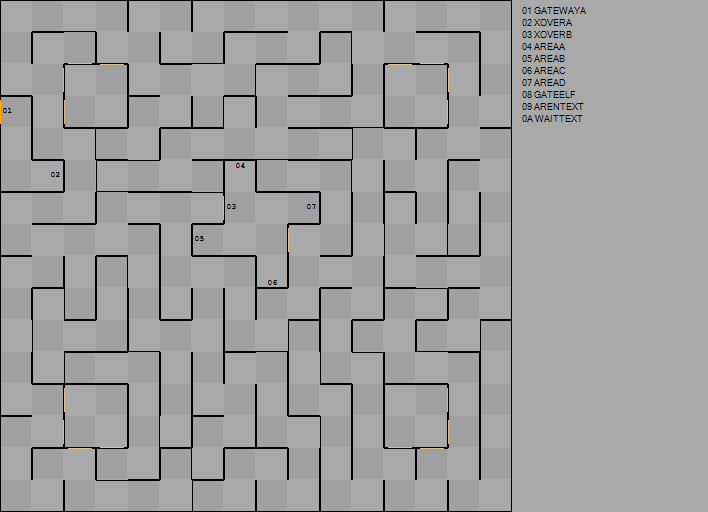 01 GATEWAYA
02 XOVERA
03 XOVERB
04 AREAA
05 AREAB
06 AREAC
07 AREAD
08 GATEELF
09 ARENTEXT
0A WAITTEXT
01
02
04
03
07
05
06